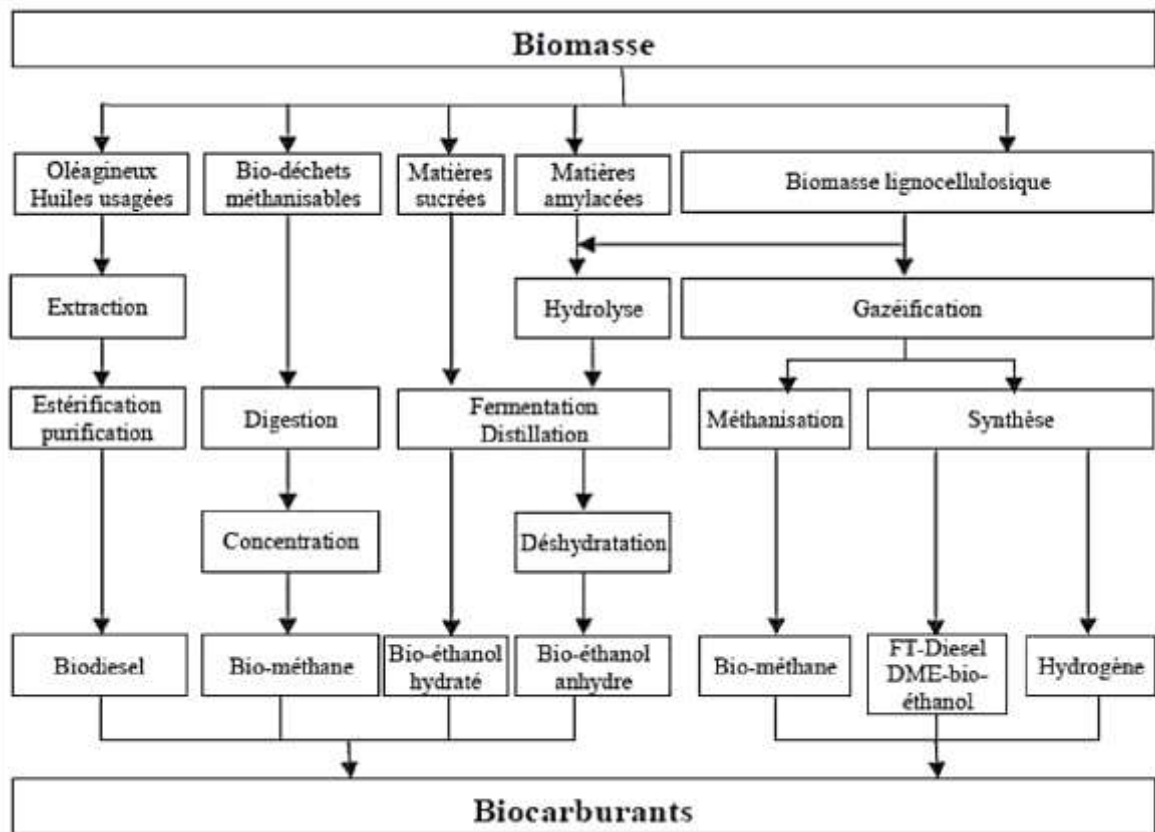 Biomasse
Oléagineux
Huiles usagées
Bio-déchets
méthanisables
Matières
sucrées
Matières
amylacées
Biomasse lignocellulosique
Extraction
Hydrolyse
Gazéification
Estérification
purification
Digestion
Fermentation
Distillation
Méthanisation
Synthèse
Concentration
Déshydratation
Biodiesel
Bio-méthane
Bio-éthanol
hydraté
Bio-éthanol
anhydre
Bio-méthane
FT-Diesel
DME-bio-
éthanol
Hydrogène
Biocarburants